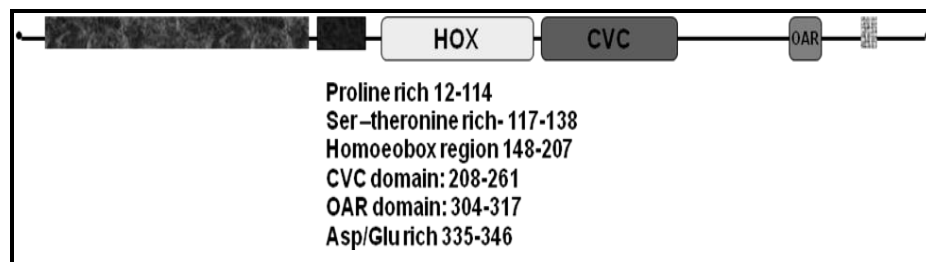 HOX CVC OAR
Proline rich 12-114
Ser–theronine rich- 117-138
Homoeobox region 148-207
CVC domain: 208-261
OAR domain: 304-317
Asp/Glu rich 335-346